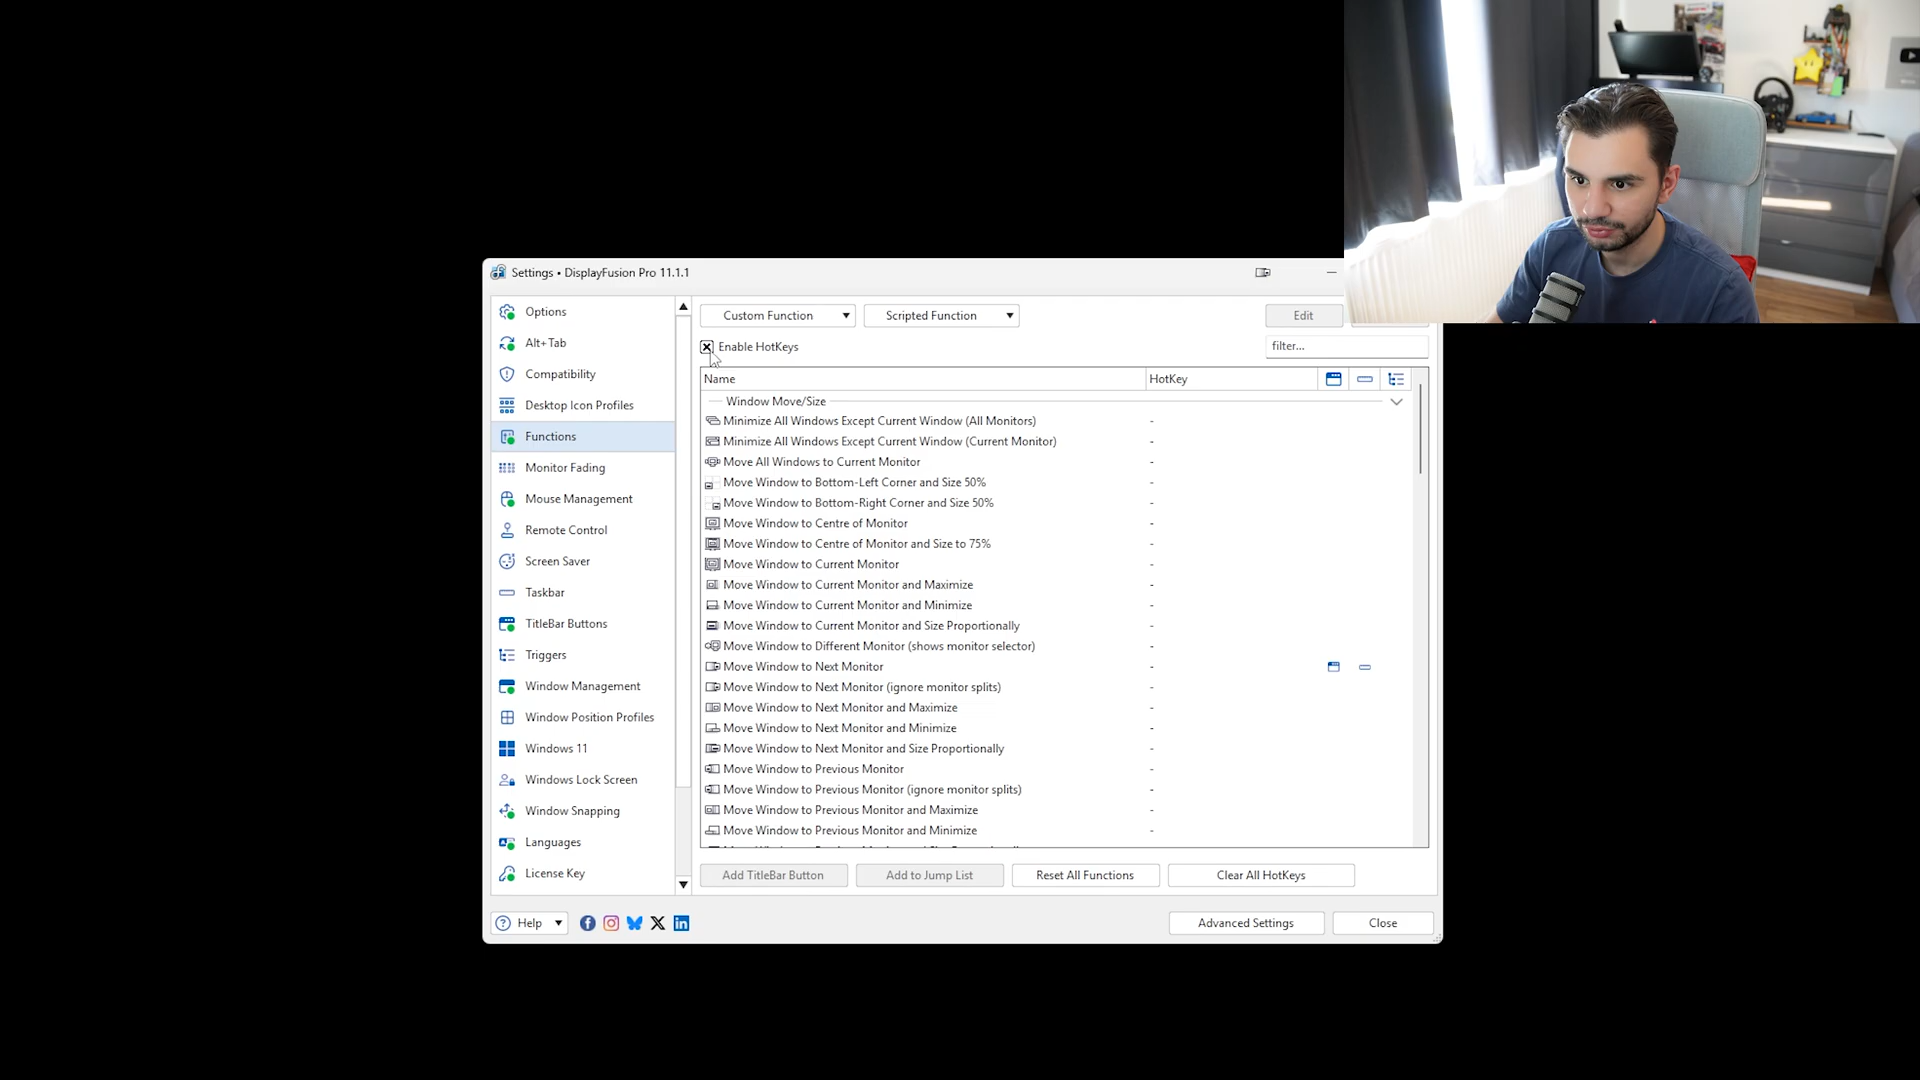 Settings • DisplayFusion Pro 11.1.1
Options
Alt+Tab
Compatibility
Desktop Icon Profiles
Functions
Monitor Fading
Mouse Management
Remote Control
Screen Saver
Taskbar
TitleBar Buttons
Triggers
Window Management
Window Position Profiles
Windows 11
Windows Lock Screen
Window Snapping
Languages
License Key
Custom Function
Scripted Function
Edit
Enable HotKeys
filter...
Name
HotKey
Window Move/Size
Minimize All Windows Except Current Window (All Monitors) -
Minimize All Windows Except Current Window (Current Monitor) -
Move All Windows to Current Monitor -
Move Window to Bottom-Left Corner and Size 50% -
Move Window to Bottom-Right Corner and Size 50% -
Move Window to Centre of Monitor -
Move Window to Centre of Monitor and Size to 75% -
Move Window to Current Monitor -
Move Window to Current Monitor and Maximize -
Move Window to Current Monitor and Minimize -
Move Window to Current Monitor and Size Proportionally -
Move Window to Different Monitor (shows monitor selector) -
Move Window to Next Monitor -
Move Window to Next Monitor (ignore monitor splits) -
Move Window to Next Monitor and Maximize -
Move Window to Next Monitor and Minimize -
Move Window to Next Monitor and Size Proportionally -
Move Window to Previous Monitor -
Move Window to Previous Monitor (ignore monitor splits) -
Move Window to Previous Monitor and Maximize -
Move Window to Previous Monitor and Minimize -
Add TitleBar Button
Add to Jump List
Reset All Functions
Clear All HotKeys
Help
Advanced Settings
Close